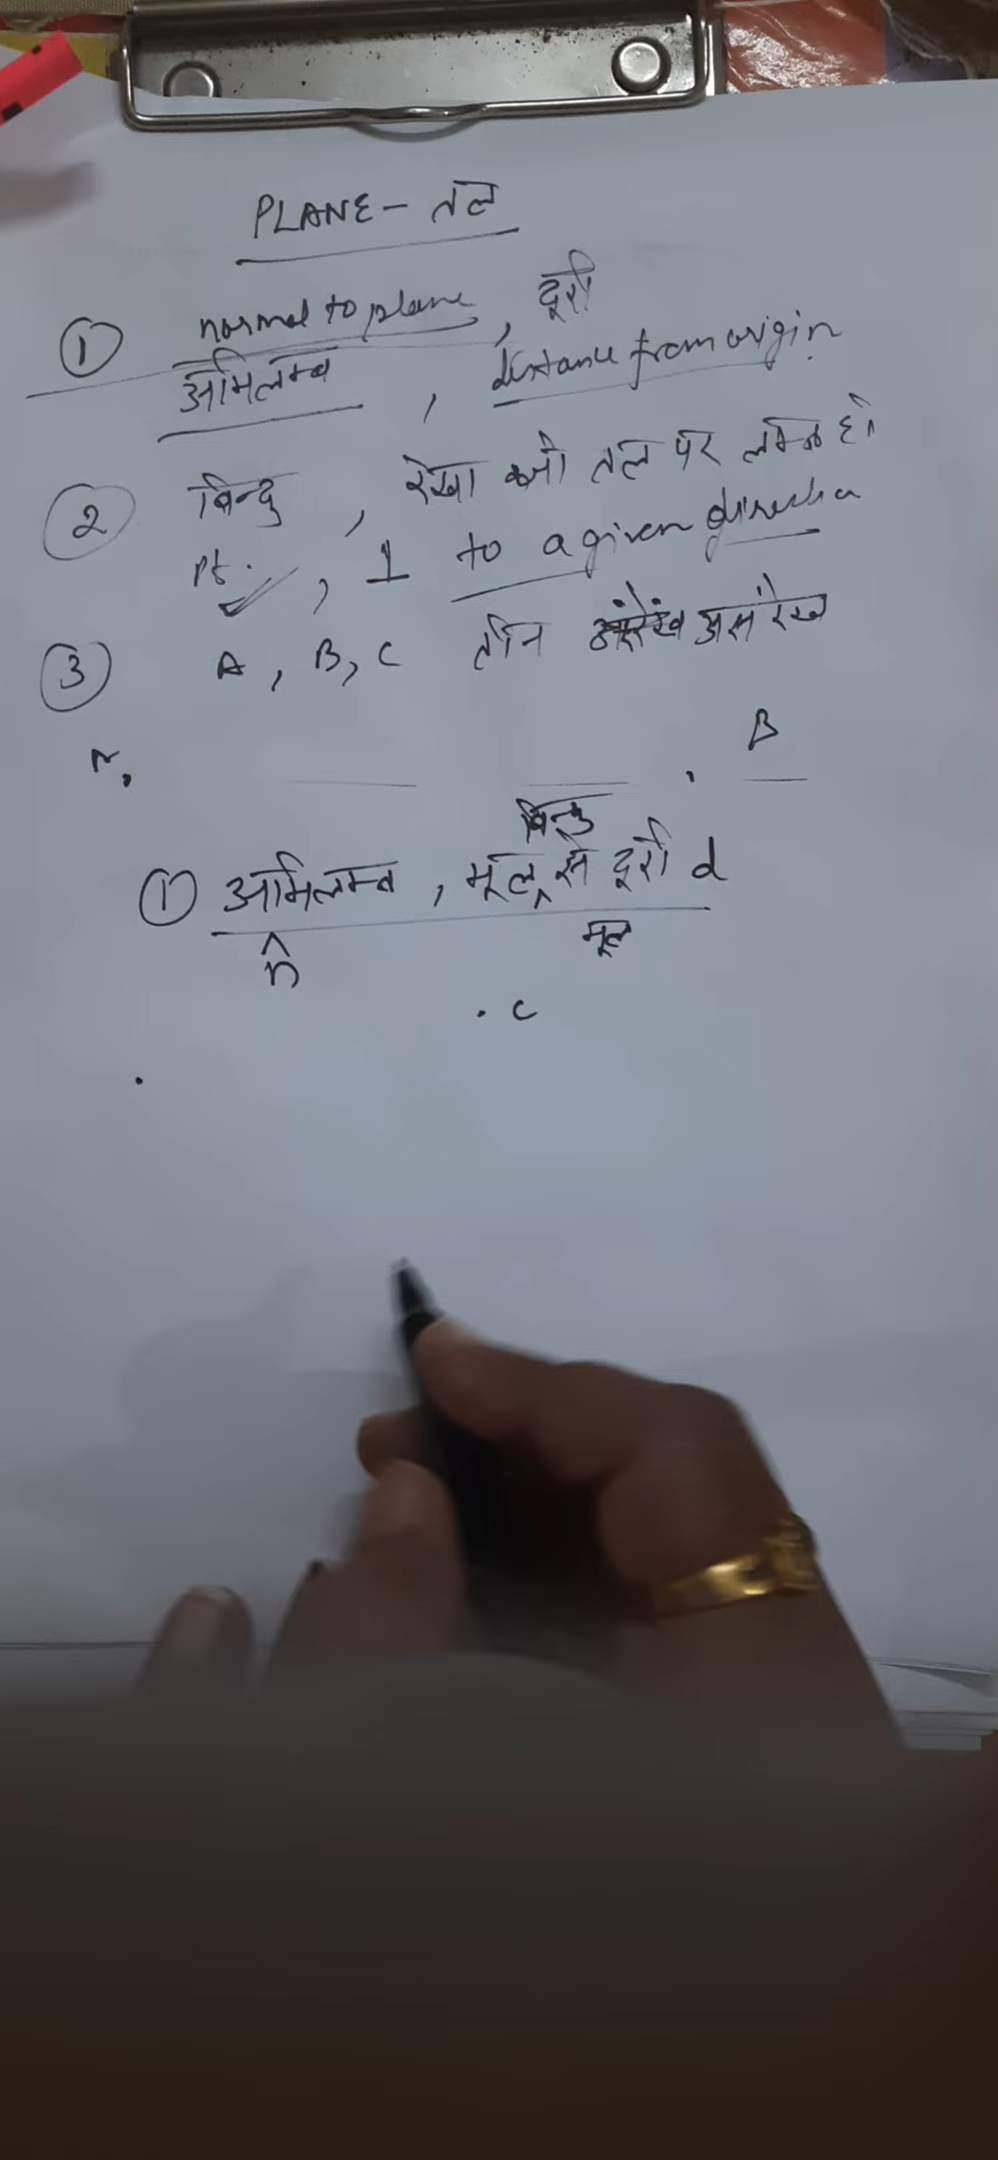 PLANE - तल
① normal to plane, दूरी
अभिलम्ब , distance from origin
② बिन्दु , रेखा जो तल पर लम्ब हो
Pt. , ⊥ to a given direction
③ A, B, C तीन असंरेख
B
बिन्दु
① अभिलम्ब , मूल से दूरी d
n̂ मूल
. C